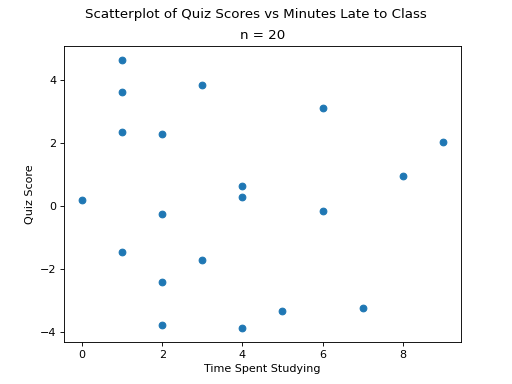 Scatterplot of Quiz Scores vs Minutes Late to Class
n = 20
4
2
0
−2
−4
Quiz Score
0 2 4 6 8
Time Spent Studying